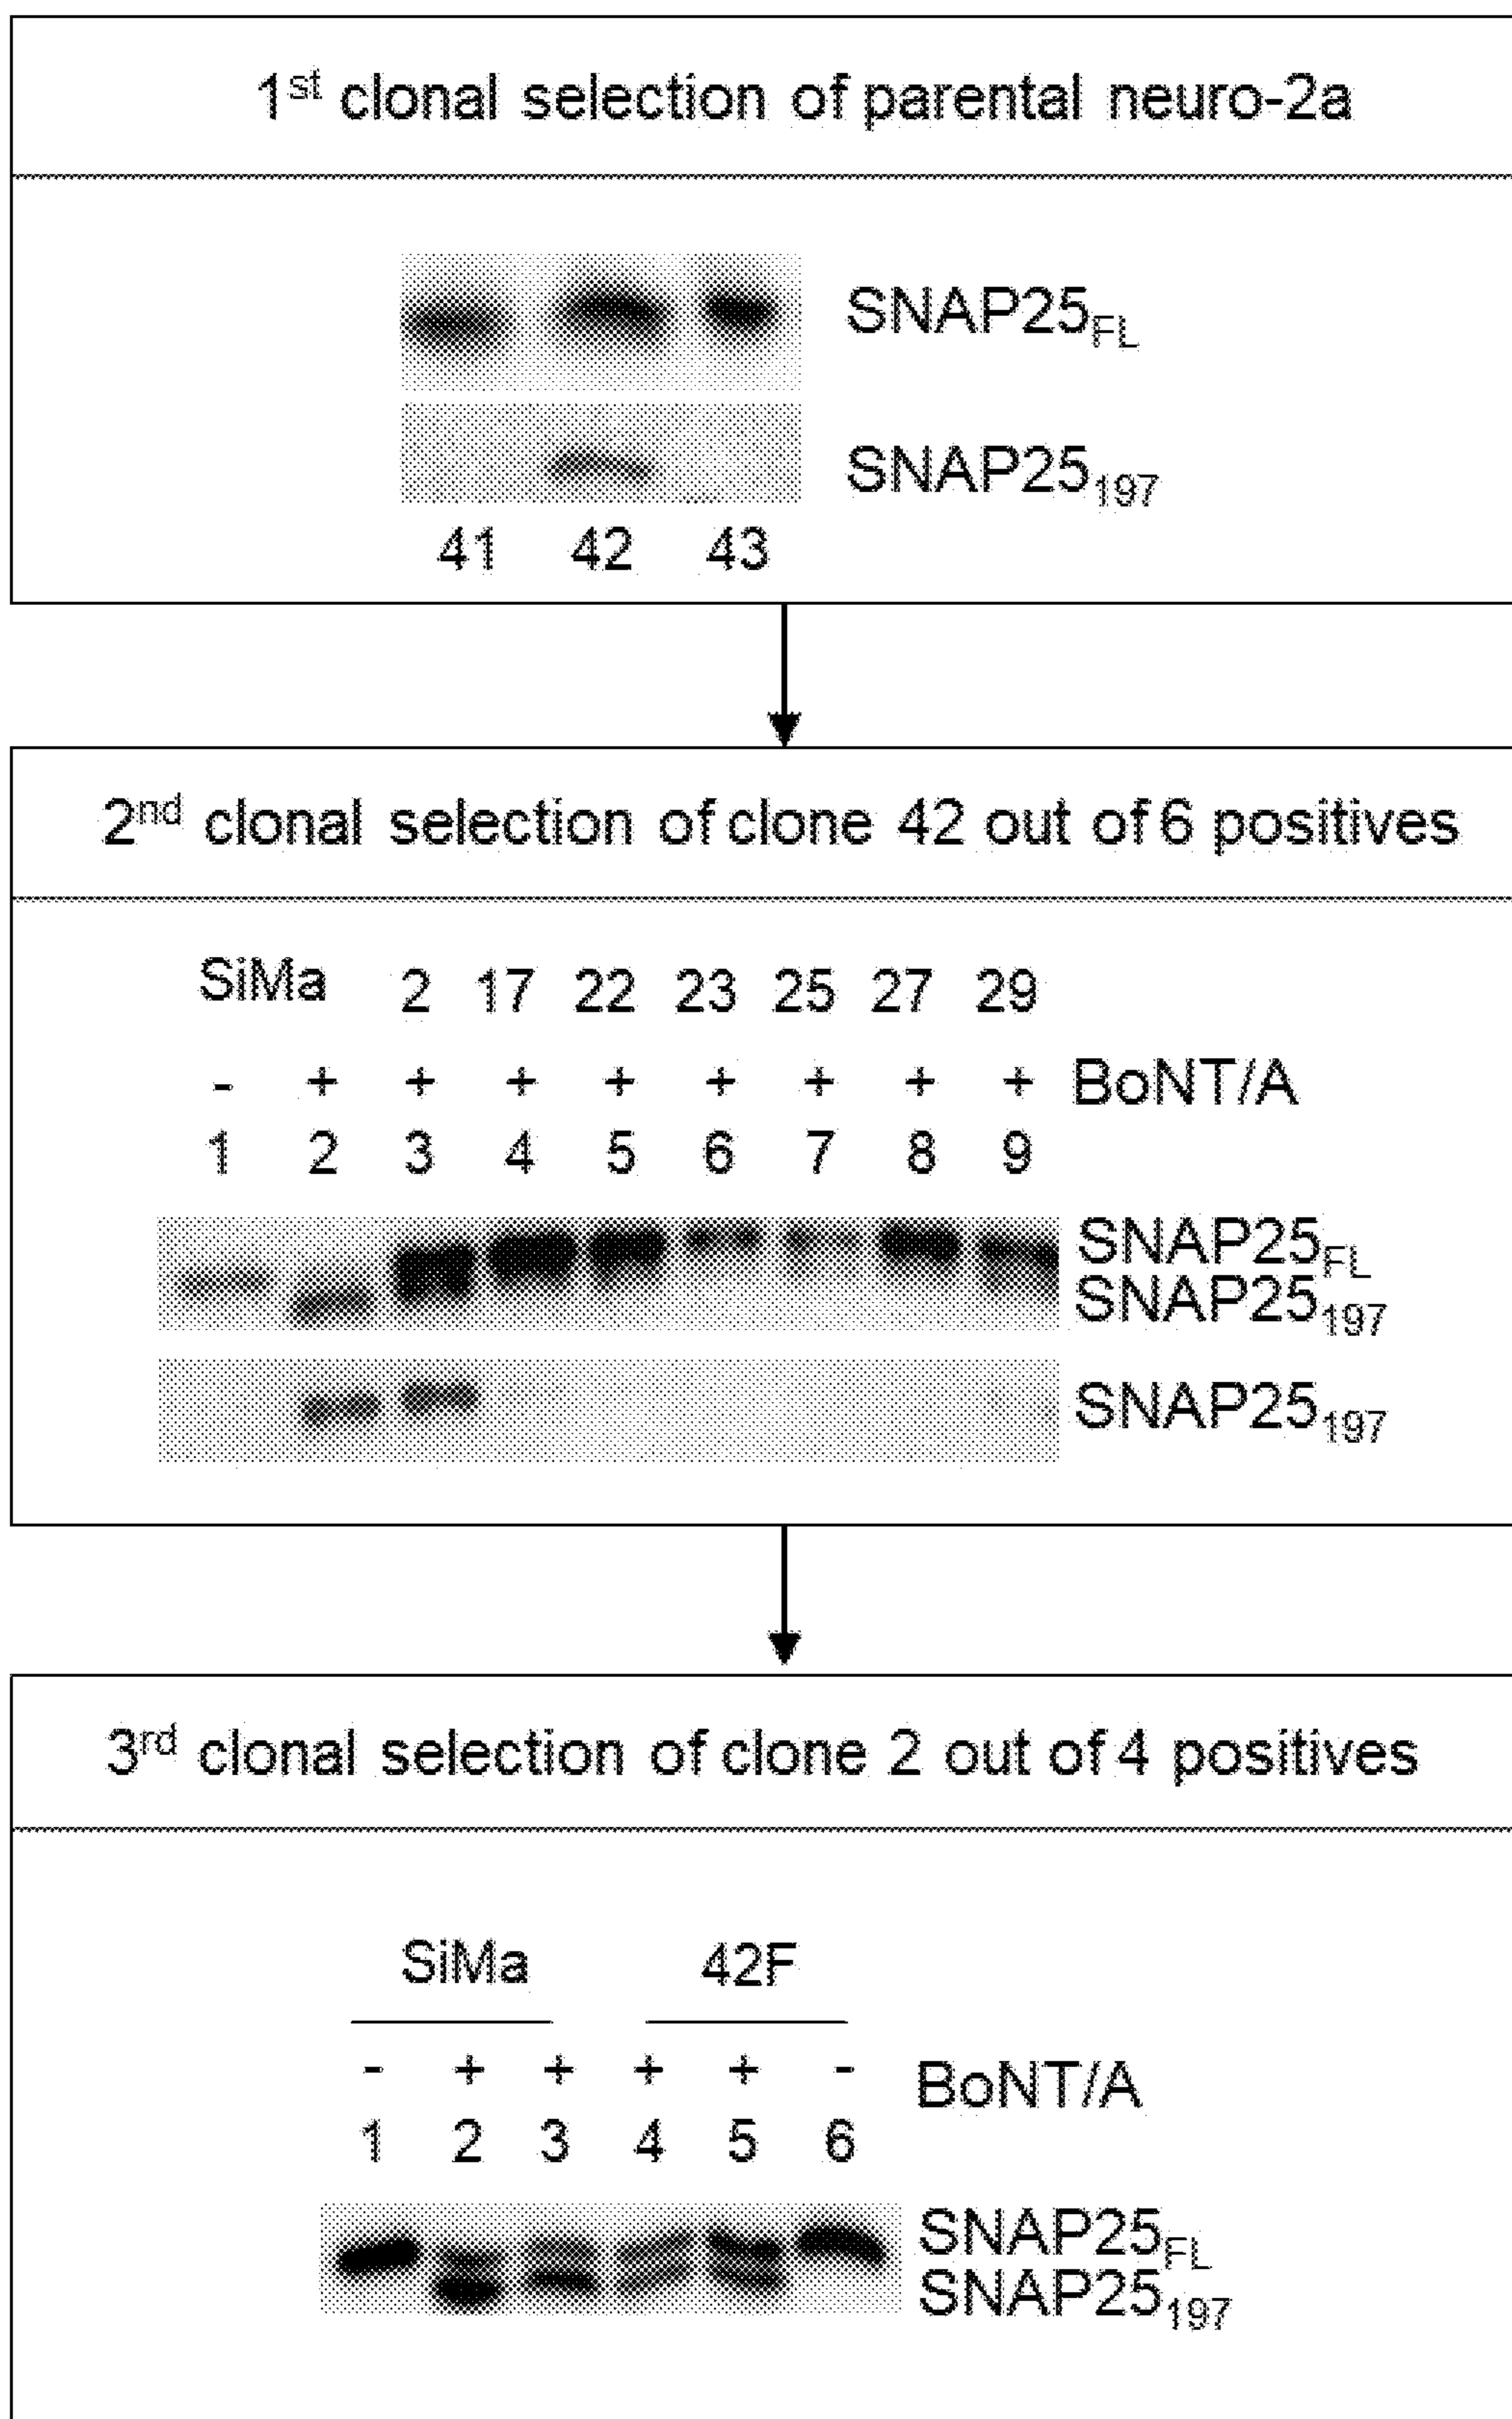 1st clonal selection of parental neuro-2a
SNAP25FL
SNAP25197
41 42 43
2nd clonal selection of clone 42 out of 6 positives
SiMa 2 17 22 23 25 27 29
- + + + + + + + + BoNT/A
1 2 3 4 5 6 7 8 9
SNAP25FL
SNAP25197
SNAP25197
3rd clonal selection of clone 2 out of 4 positives
SiMa 42F
- + + + + - BoNT/A
1 2 3 4 5 6
SNAP25FL
SNAP25197